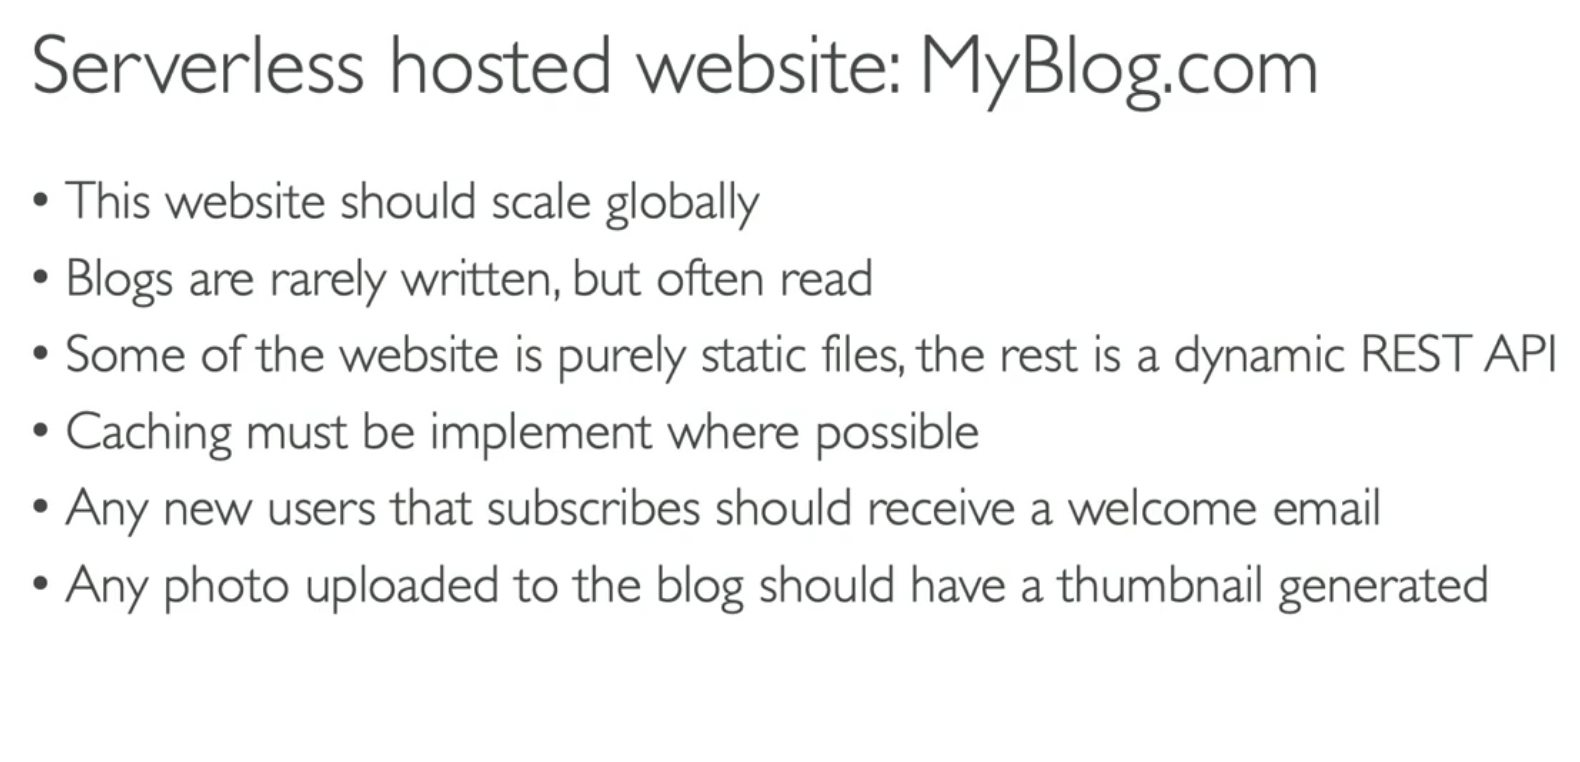 Serverless hosted website: MyBlog.com
• This website should scale globally
• Blogs are rarely written, but often read
• Some of the website is purely static files, the rest is a dynamic REST API
• Caching must be implement where possible
• Any new users that subscribes should receive a welcome email
• Any photo uploaded to the blog should have a thumbnail generated